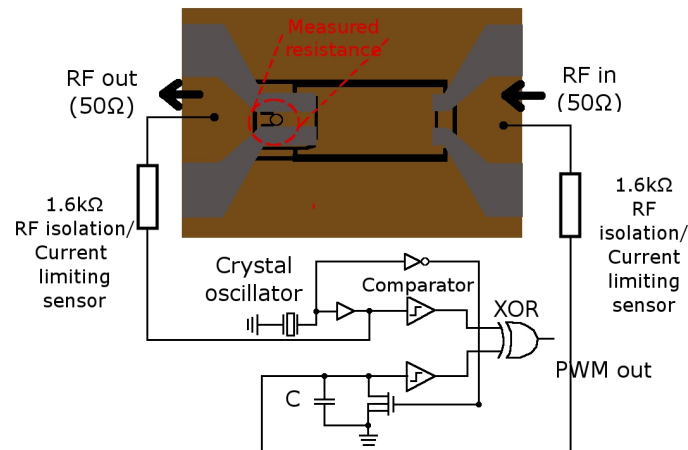 Measured
resistance
RF out
(50Ω)
RF in
(50Ω)
1.6kΩ
RF isolation/
Current
limiting
sensor
1.6kΩ
RF
isolation/
Current
limiting
sensor
Crystal
oscillator
Comparator
XOR
PWM out
C